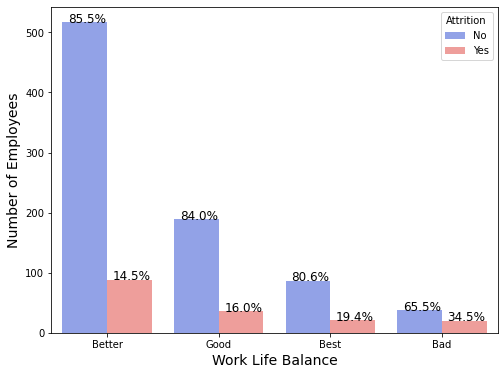 85.5%
Attrition
No
Yes
500
400
300
200
100
0
Number of Employees
84.0%
80.6%
65.5%
14.5%
16.0%
19.4%
34.5%
Better Good Best Bad
Work Life Balance